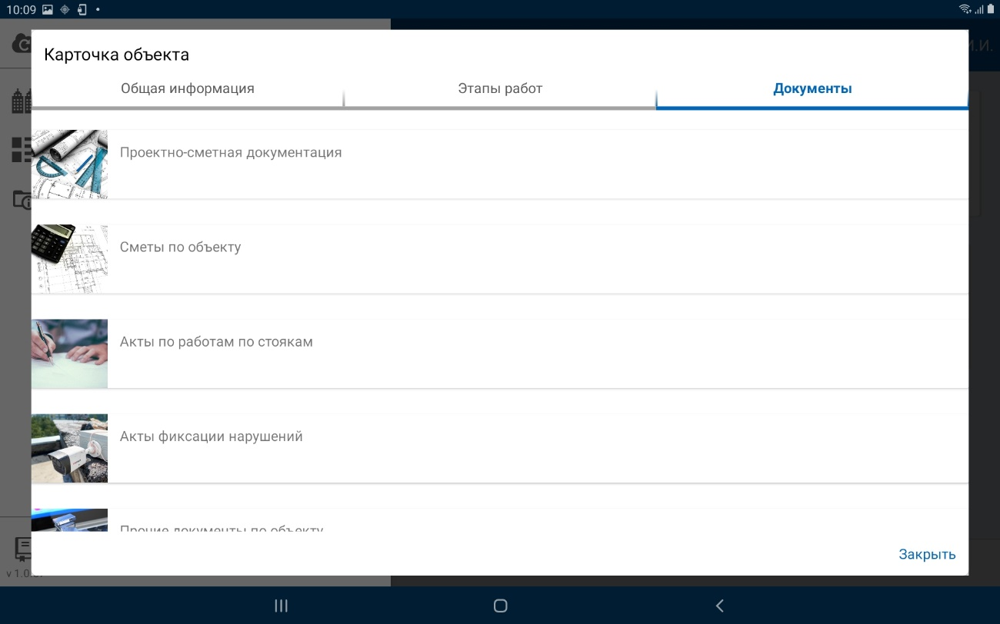 10:09
И.И.
Карточка объекта
Общая информация
Этапы работ
Документы
Проектно-сметная документация
Сметы по объекту
Акты по работам по стоякам
Акты фиксации нарушений
Прочие документы по объекту
Закрыть
v 1.0.